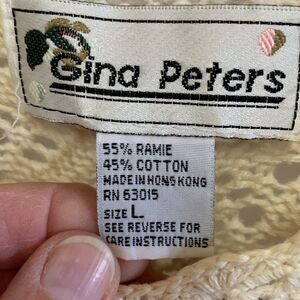 Gina Peters
55% RAMIE
45% COTTON
MADE IN HONG KONG
RN 63015
SIZE L
SEE REVERSE FOR
CARE INSTRUCTIONS